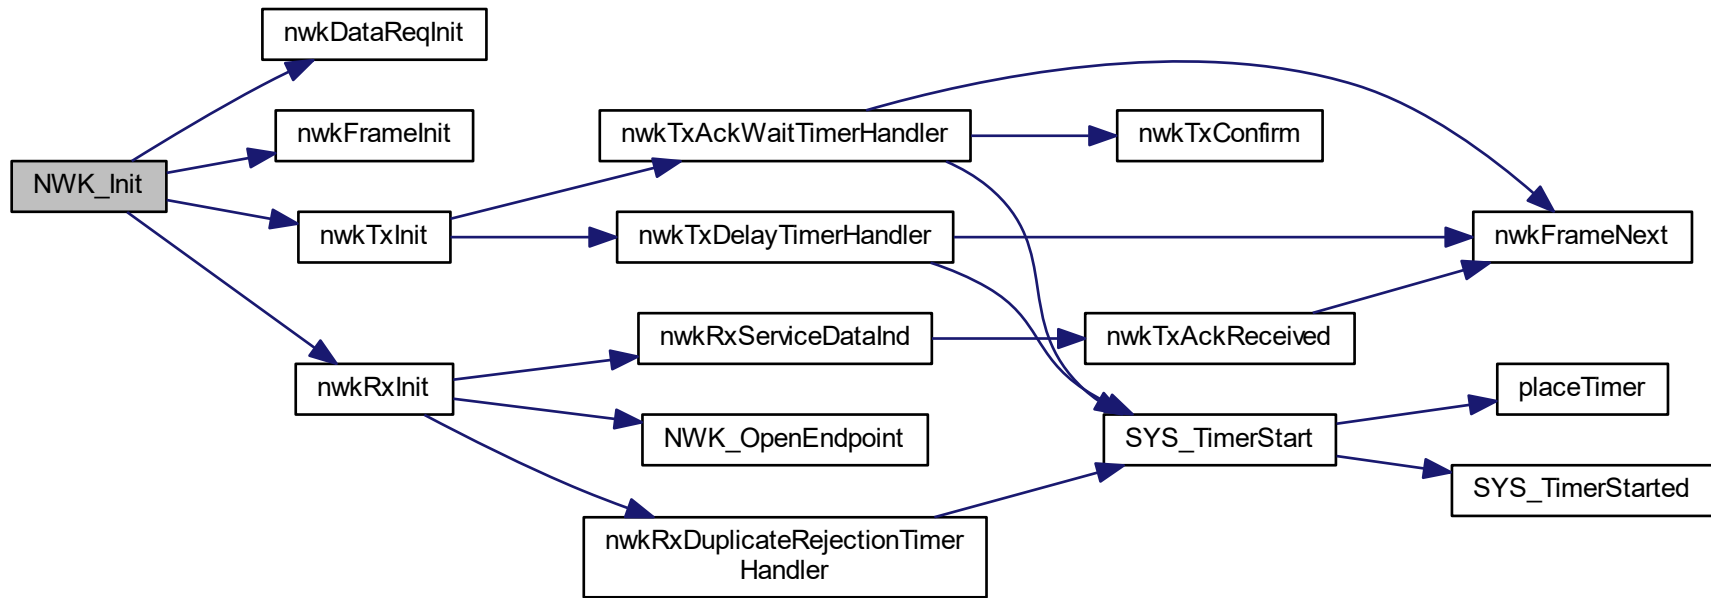 nwkDataReqInit
nwkFrameInit
nwkTxAckWaitTimerHandler
nwkTxConfirm
NWK_Init
nwkTxInit
nwkTxDelayTimerHandler
nwkFrameNext
nwkRxServiceDataInd
nwkTxAckReceived
nwkRxInit
placeTimer
NWK_OpenEndpoint
SYS_TimerStart
SYS_TimerStarted
nwkRxDuplicateRejectionTimer
Handler